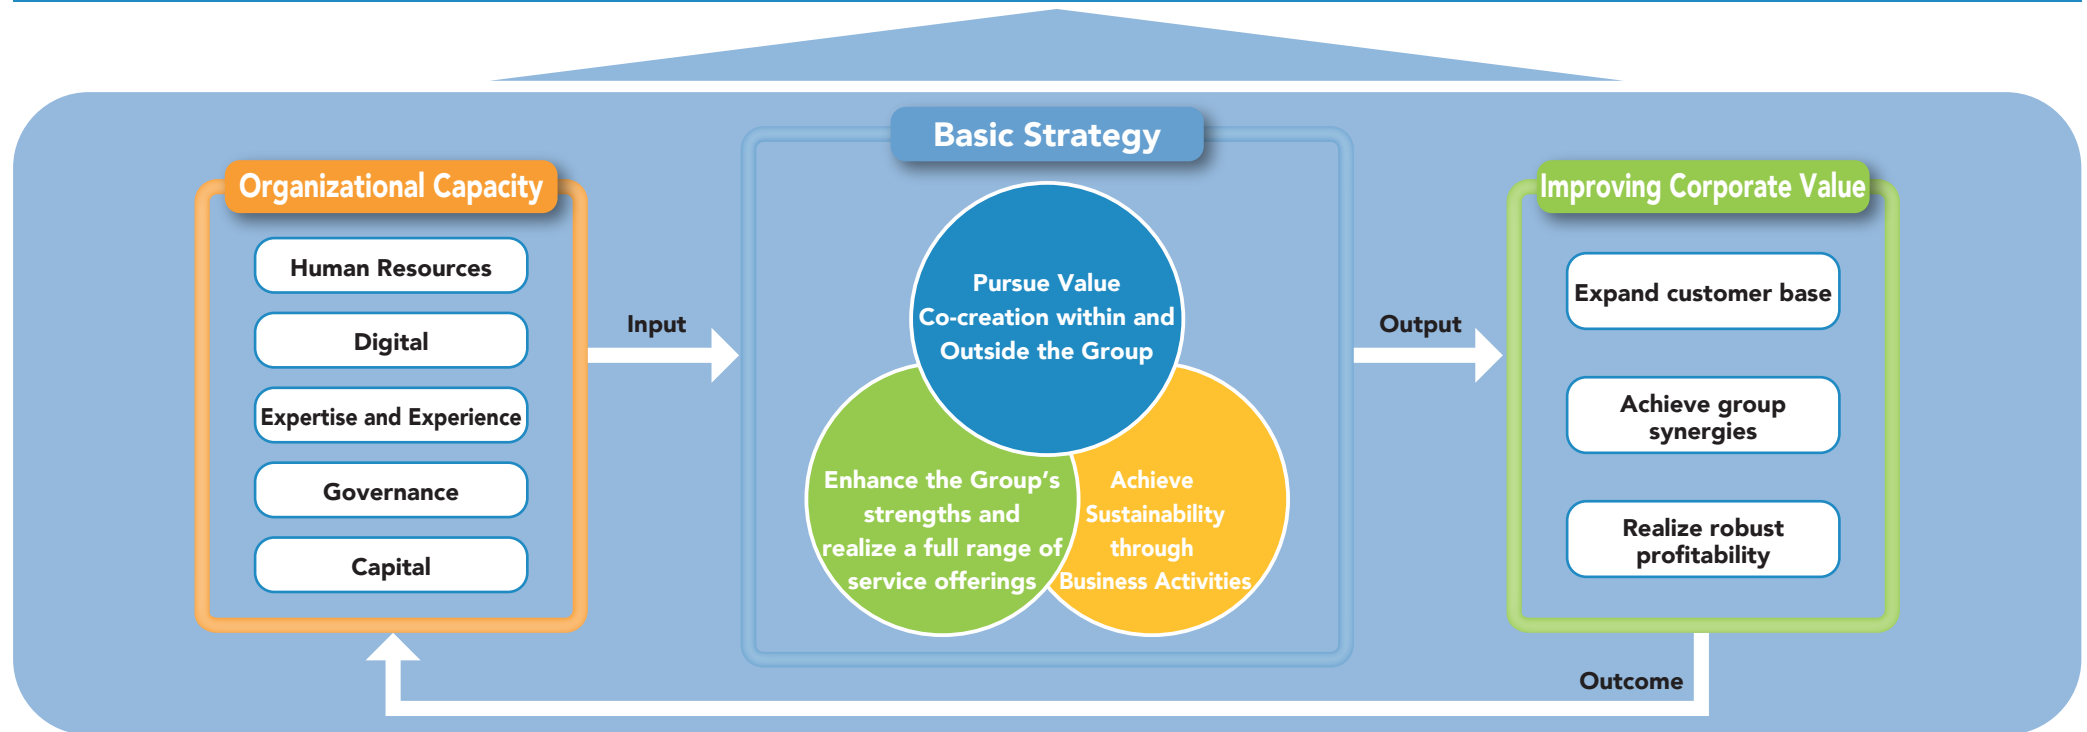 Basic Strategy
Organizational Capacity
Human Resources
Digital
Expertise and Experience
Governance
Capital
Input
Pursue Value
Co-creation within and
Outside the Group
Enhance the Group's
strengths and
realize a full range of
service offerings
Achieve
Sustainability
through
Business Activities
Output
Improving Corporate Value
Expand customer base
Achieve group
synergies
Realize robust
profitability
Outcome